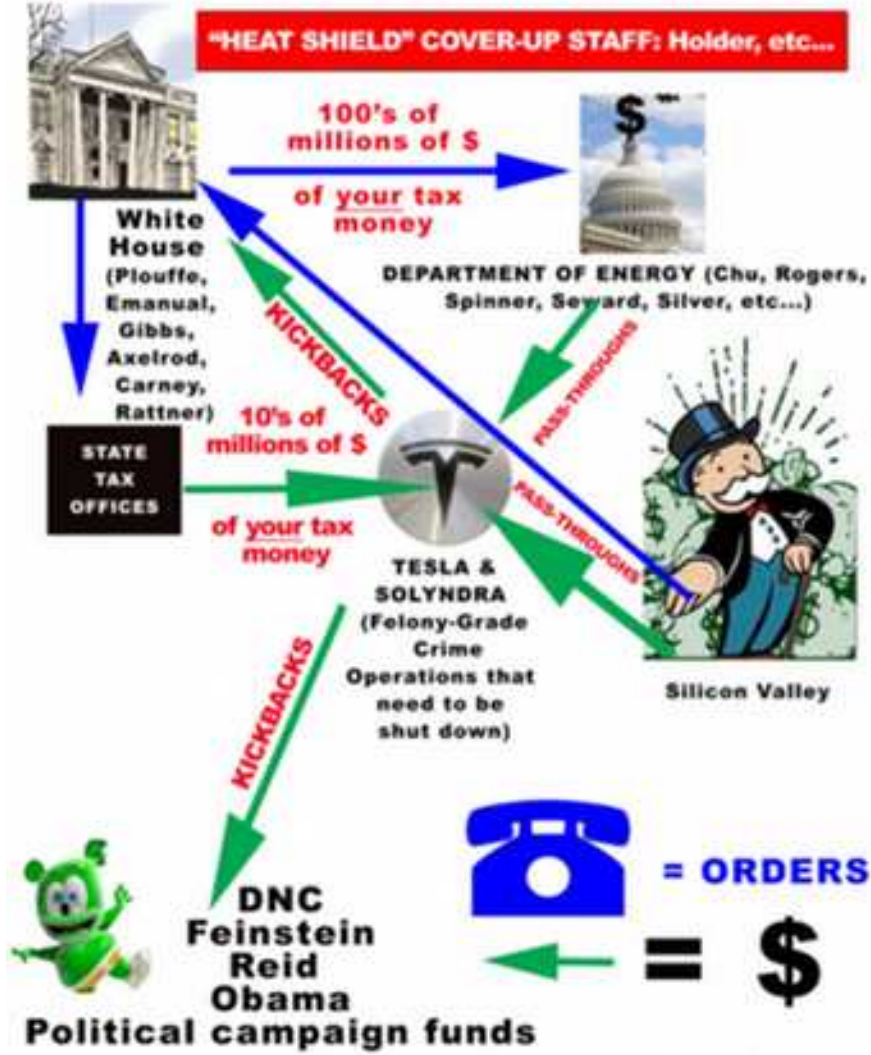 “HEAT SHIELD” COVER-UP STAFF: Holder, etc...
100's of
millions of $
of your tax
money
$
White
House
(Plouffe,
Emanual,
Gibbs,
Axelrod,
Carney,
Rattner)
DEPARTMENT OF ENERGY (Chu, Rogers,
Spinner, Seward, Silver, etc...)
KICKBACKS
PASS-THROUGHS
STATE
TAX
OFFICES
10's of
millions of $
of your tax
money
PASS-THROUGHS
TESLA &
SOLYNDRA
(Felony-Grade
Crime
Operations that
need to be
shut down)
Silicon Valley
KICKBACKS
= ORDERS
DNC
Feinstein
Reid
Obama
Political campaign funds
= $